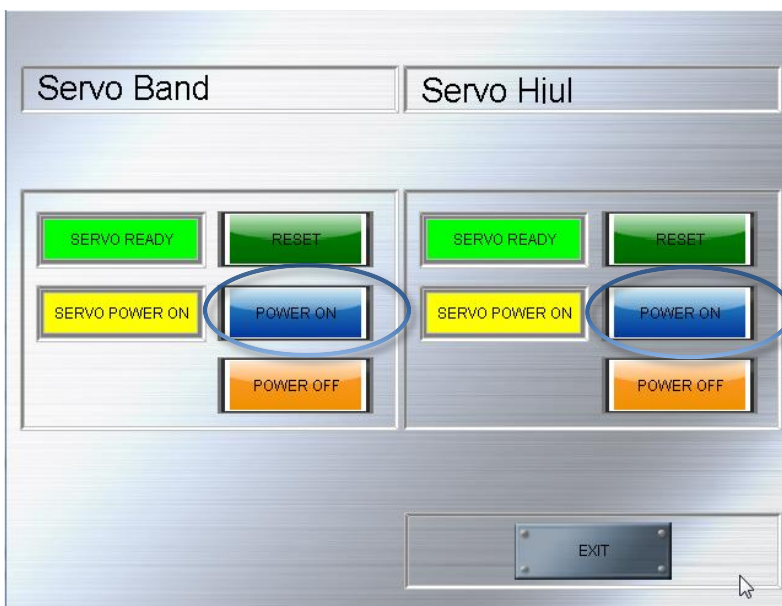 Servo Band
Servo Hiul
SERVO READY
RESET
SERVO POWER ON
POWER ON
POWER OFF
SERVO READY
RESET
SERVO POWER ON
POWER ON
POWER OFF
EXIT